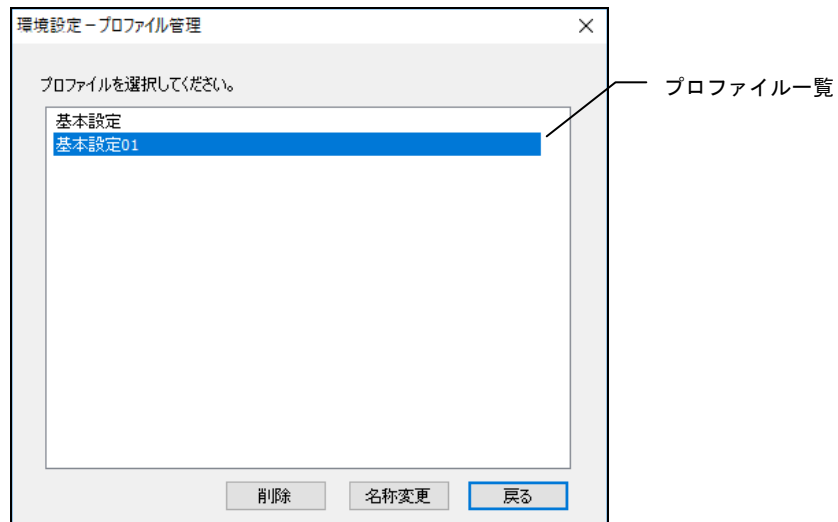 環境設定－プロファイル管理
プロファイルを選択してください。
プロファイル一覧
基本設定
基本設定01
削除
名称変更
戻る